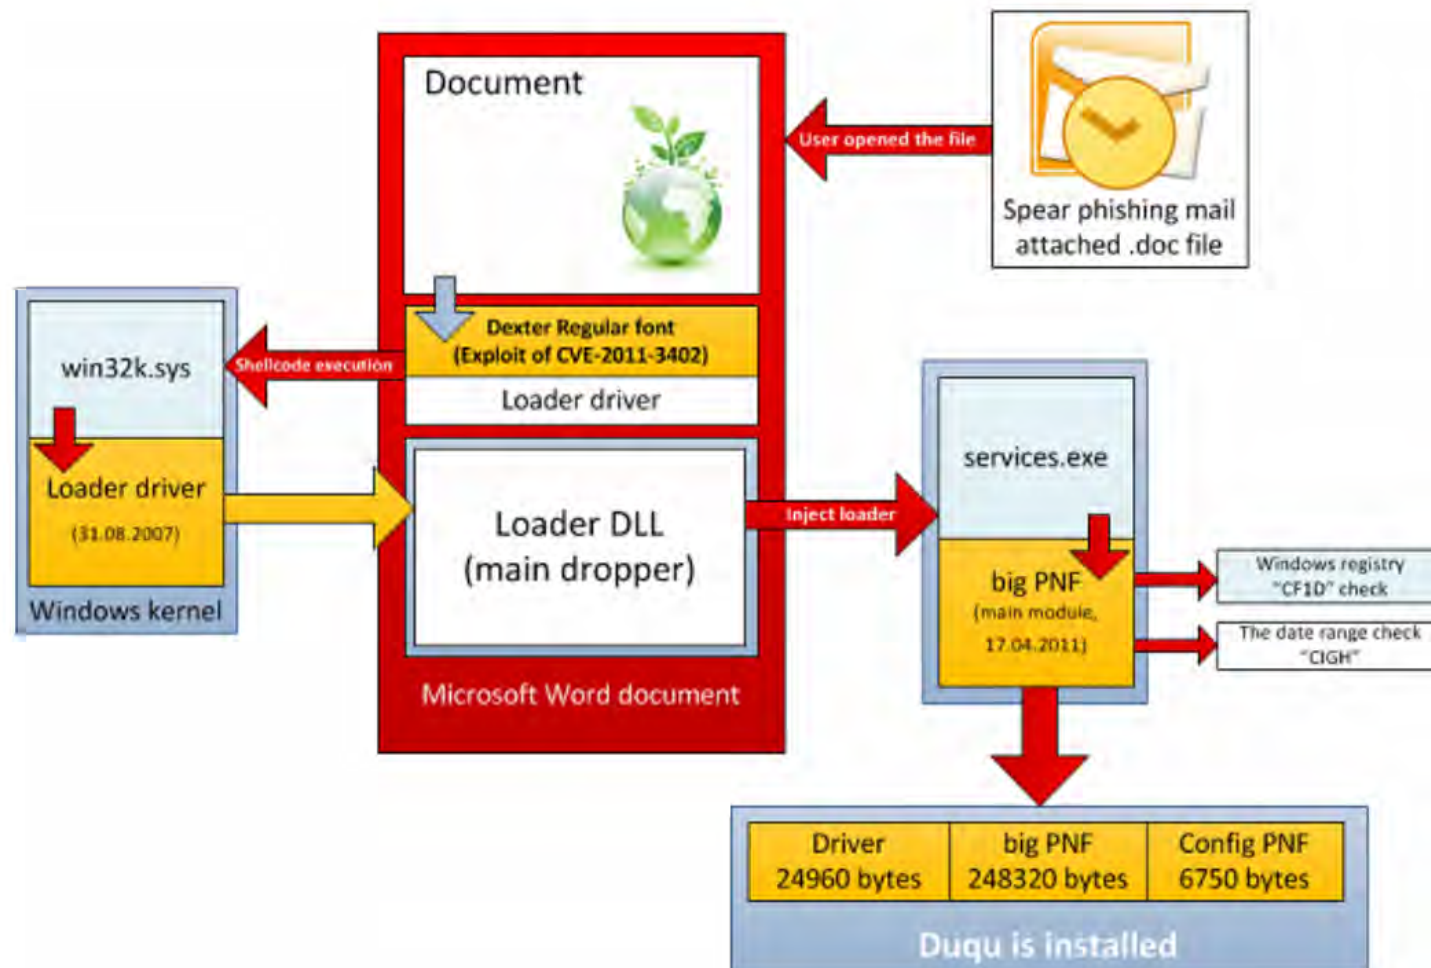 Document
User opened the file
Spear phishing mail
attached .doc file
Dexter Regular font
(Exploit of CVE-2011-3402)
Shellcode execution
win32k.sys
Loader driver
Loader driver
(31.08.2007)
Windows kernel
Loader DLL
(main dropper)
Inject loader
Microsoft Word document
services.exe
big PNF
(main module,
17.04.2011)
Windows registry
"CF1D" check
The date range check
"CIGH"
Driver
24960 bytes
big PNF
248320 bytes
Config PNF
6750 bytes
Duqu is installed